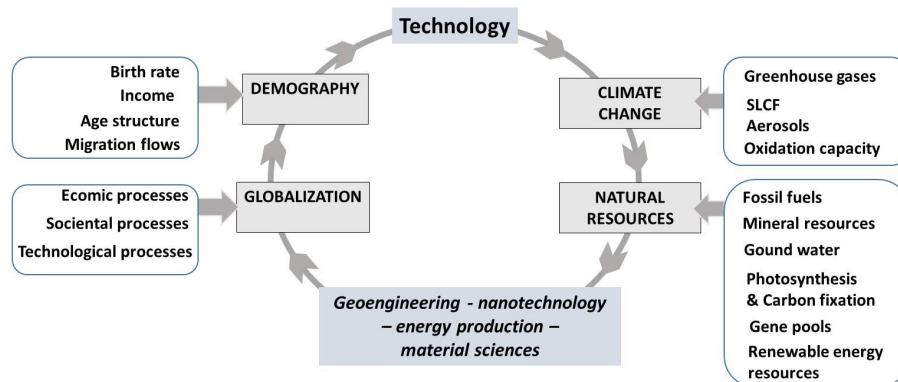 Technology
Birth rate
Income
Age structure
Migration flows
DEMOGRAPHY
CLIMATE
CHANGE
Greenhouse gases
SLCF
Aerosols
Oxidation capacity
Ecomic processes
Sociental processes
Technological processes
GLOBALIZATION
NATURAL
RESOURCES
Fossil fuels
Mineral resources
Gound water
Photosynthesis
& Carbon fixation
Gene pools
Renewable energy
resources
Geoengineering - nanotechnology
– energy production –
material sciences